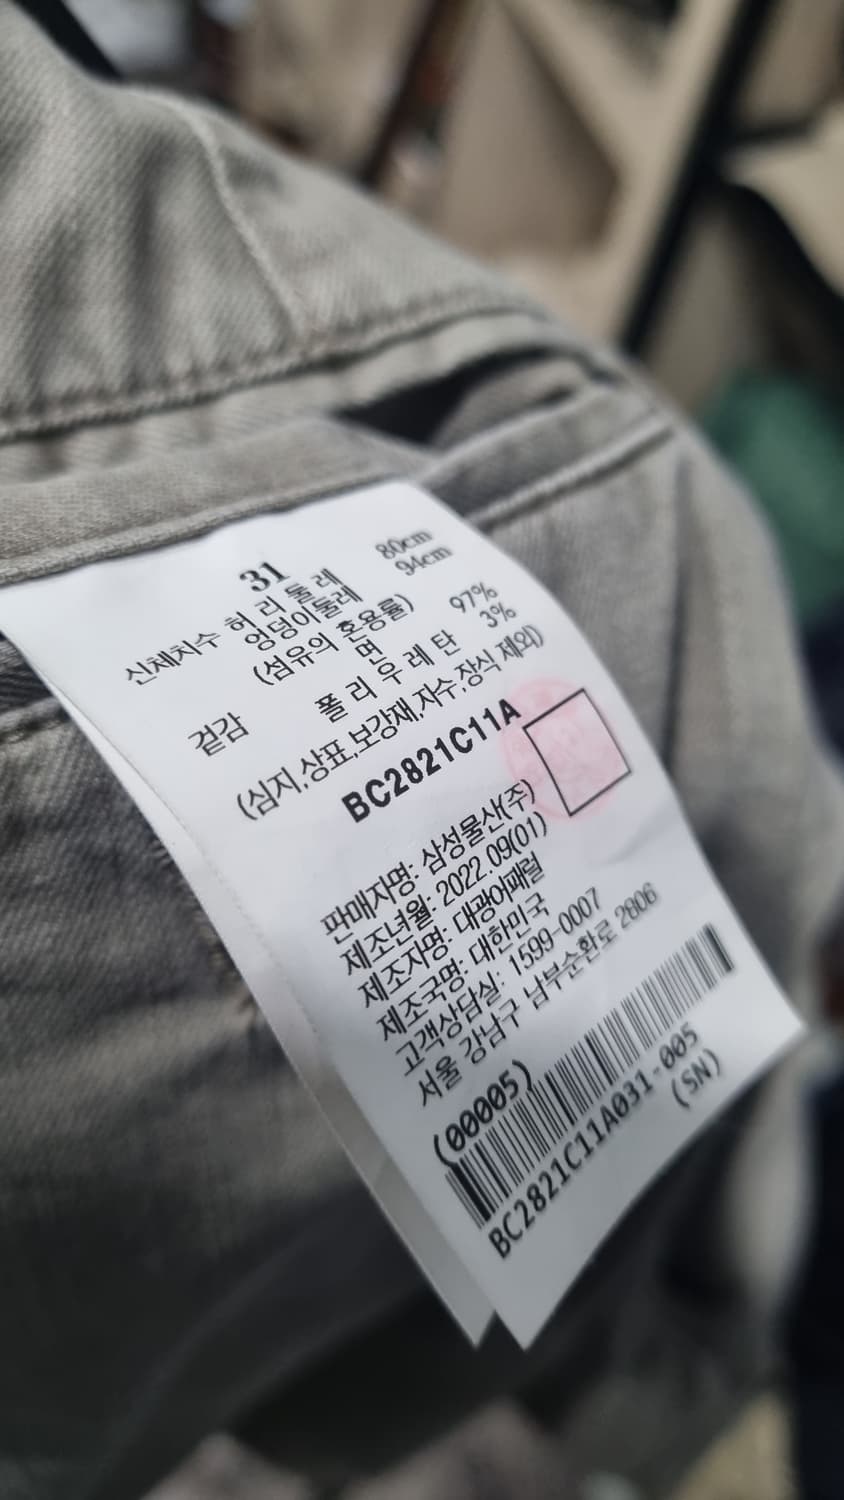 31
신체치수 허리둘레 80cm
엉덩이둘레 94cm
(섬유의 혼용률)
겉감 면 97%
폴리우레탄 3%
(심지,상표,보강재,자수,장식 제외)
BC2821C11A
판매자명: 삼성물산(주)
제조년월: 2022.09(01)
제조자명: 대광어패럴
제조국명: 대한민국
고객상담실: 1599-0007
서울 강남구 남부순환로 2806
(00005)
BC2821C11A031-005
(SN)